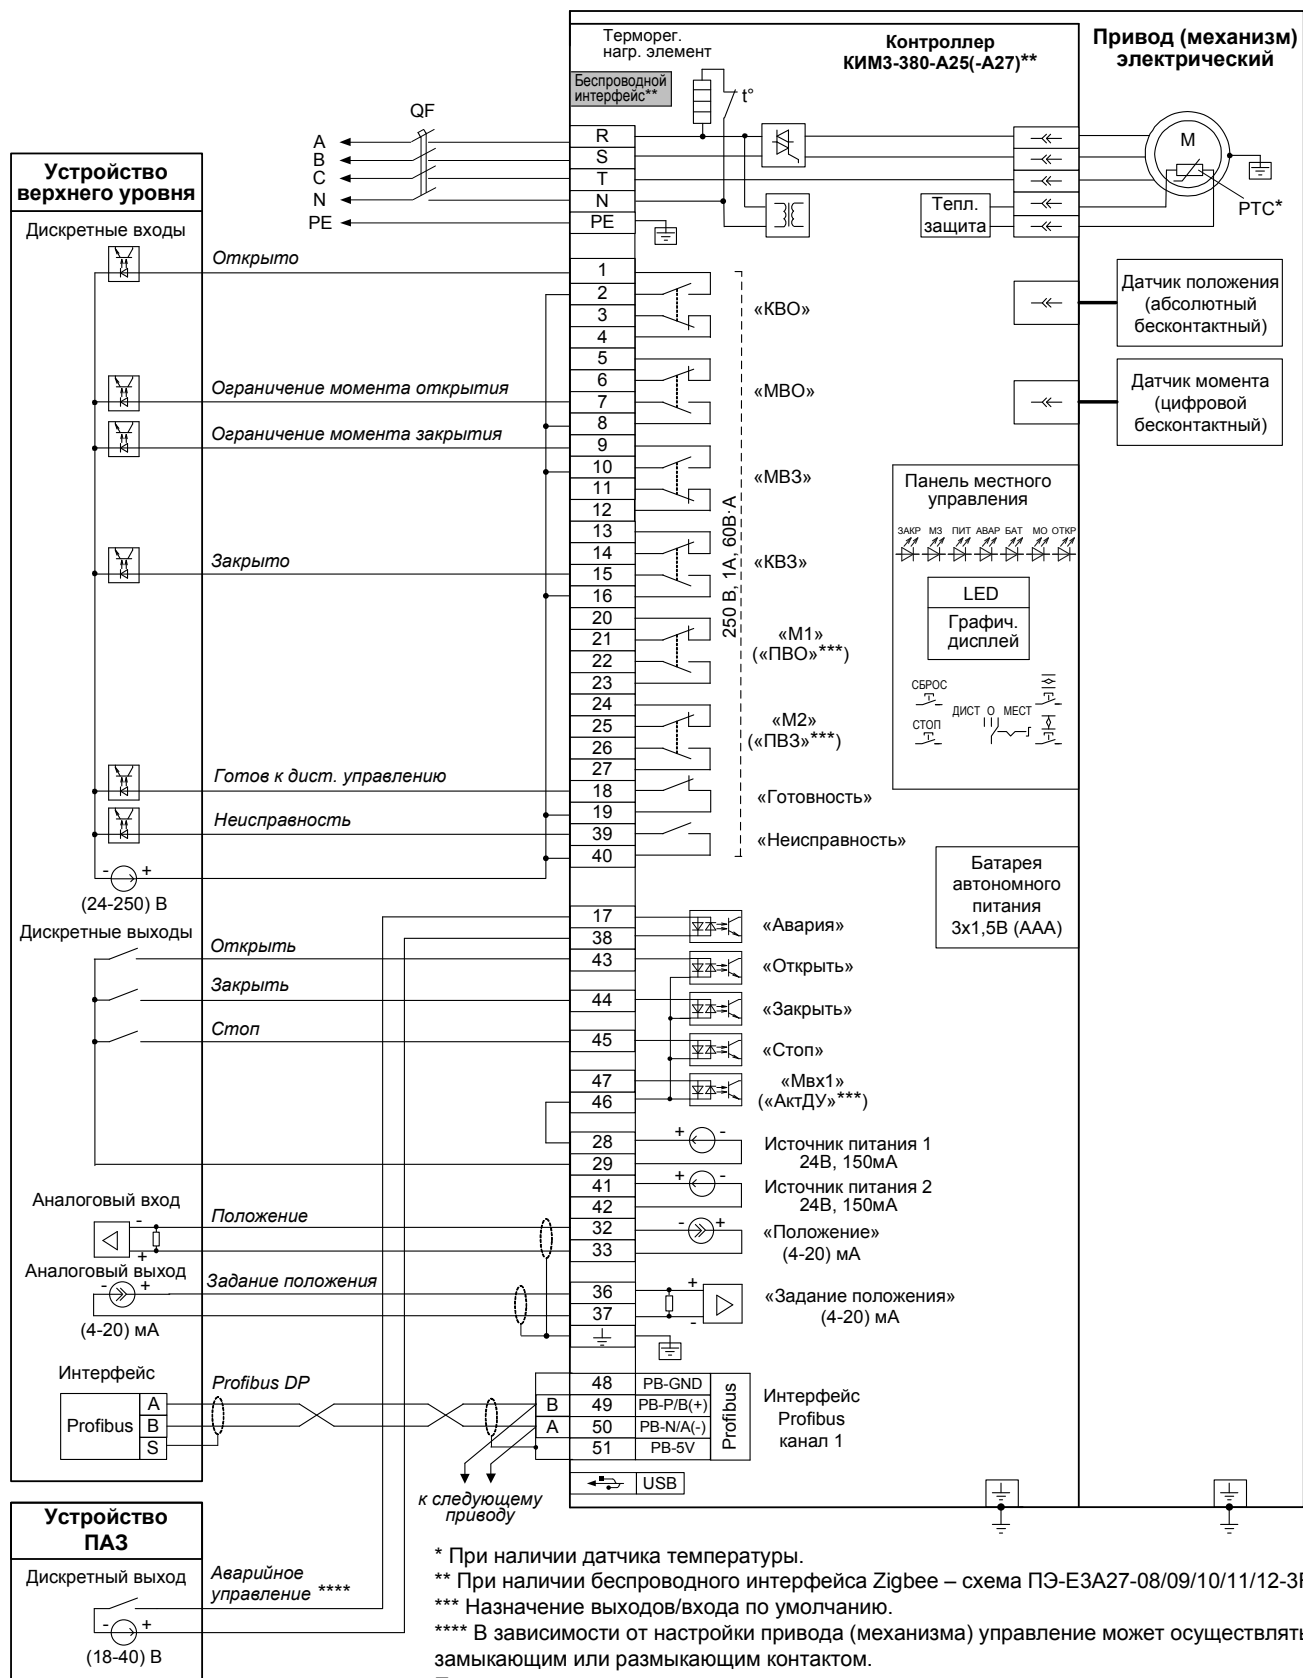 Терморег.
нагр. элемент
Контроллер
КИМ3-380-А25(-А27)**
Привод (механизм)
электрический
Беспроводной
интерфейс**
t°
QF
A
B
C
N
PE
R
S
T
N
PE
M
PTC*
Тепл.
защита
Устройство
верхнего уровня
Дискретные входы
Открыто
1
2
3
4
5
6
7
8
9
10
11
12
13
14
15
16
20
21
22
23
24
25
26
27
18
19
39
40
«КВО»
«МВО»
«МВЗ»
«КВЗ»
«М1»
(«ПВО»***)
«М2»
(«ПВЗ»***)
«Готовность»
«Неисправность»
250 В, 1А, 60В·А
Ограничение момента открытия
Ограничение момента закрытия
Закрыто
Готов к дист. управлению
Неисправность
- +
(24-250) В
Датчик положения
(абсолютный
бесконтактный)
Датчик момента
(цифровой
бесконтактный)
Панель местного
управления
ЗАКР МЗ ПИТ АВАР БАТ МО ОТКР
LED
Графич.
дисплей
СБРОС
СТОП
ДИСТ О МЕСТ
Батарея
автономного
питания
3х1,5В (ААА)
Дискретные выходы
Открыть
Закрыть
Стоп
17
38
43
44
45
47
46
28
29
41
42
32
33
36
37
«Авария»
«Открыть»
«Закрыть»
«Стоп»
«Мвх1»
(«АктДУ»***)
+ -
Источник питания 1
24В, 150мА
+ -
Источник питания 2
24В, 150мА
- +
«Положение»
(4-20) мА
+
-
«Задание положения»
(4-20) мА
Аналоговый вход
-
+
Положение
Аналоговый выход
- +
Задание положения
(4-20) мА
Интерфейс
Profibus
A
B
S
Profibus DP
B
A
48 PB-GND
49 PB-P/B(+)
50 PB-N/A(-)
51 PB-5V
Profibus
Интерфейс
Profibus
канал 1
USB
к следующему
приводу
Устройство
ПАЗ
Дискретный выход
Аварийное
управление ****
- +
(18-40) В
* При наличии датчика температуры.
** При наличии беспроводного интерфейса Zigbee – схема ПЭ-Е3А27-08/09/10/11/12-3
*** Назначение выходов/входа по умолчанию.
**** В зависимости от настройки привода (механизма) управление может осуществлять
замыкающим или размыкающим контактом.